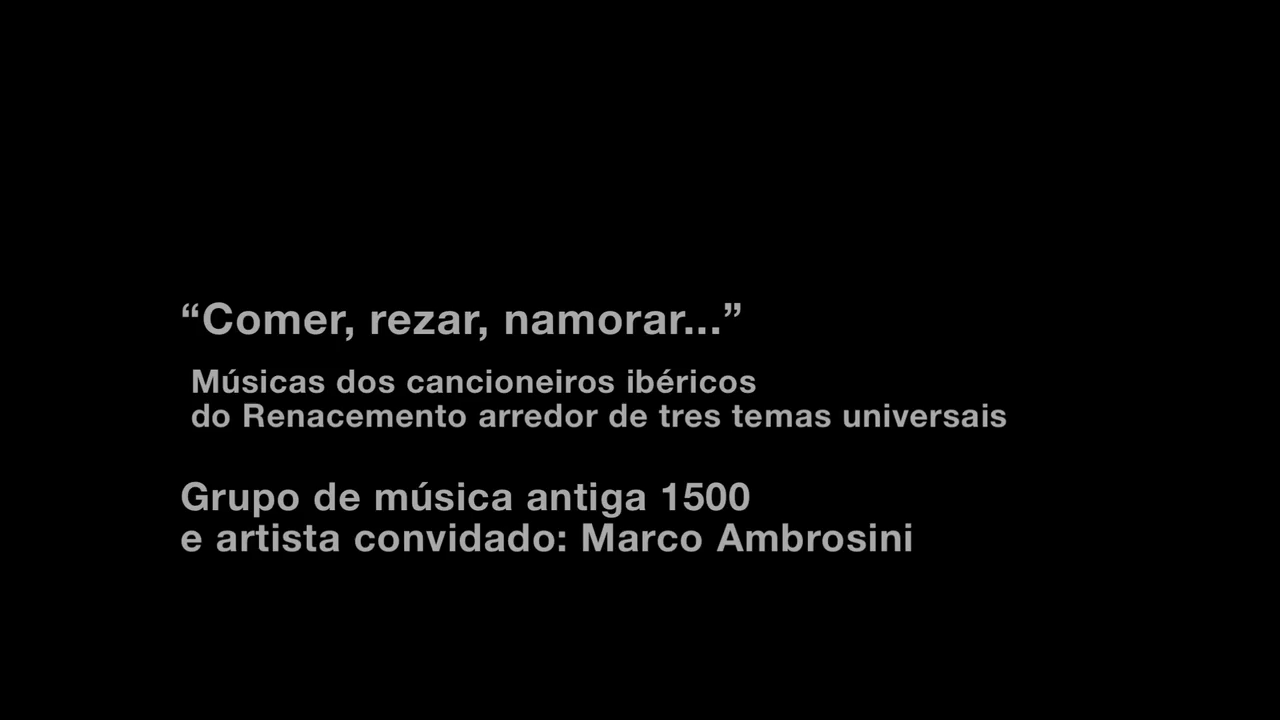 “Comer, rezar, namorar...”
Músicas dos cancioneiros ibéricos
do Renacemento arredor de tres temas universais
Grupo de música antiga 1500
e artista convidado: Marco Ambrosini